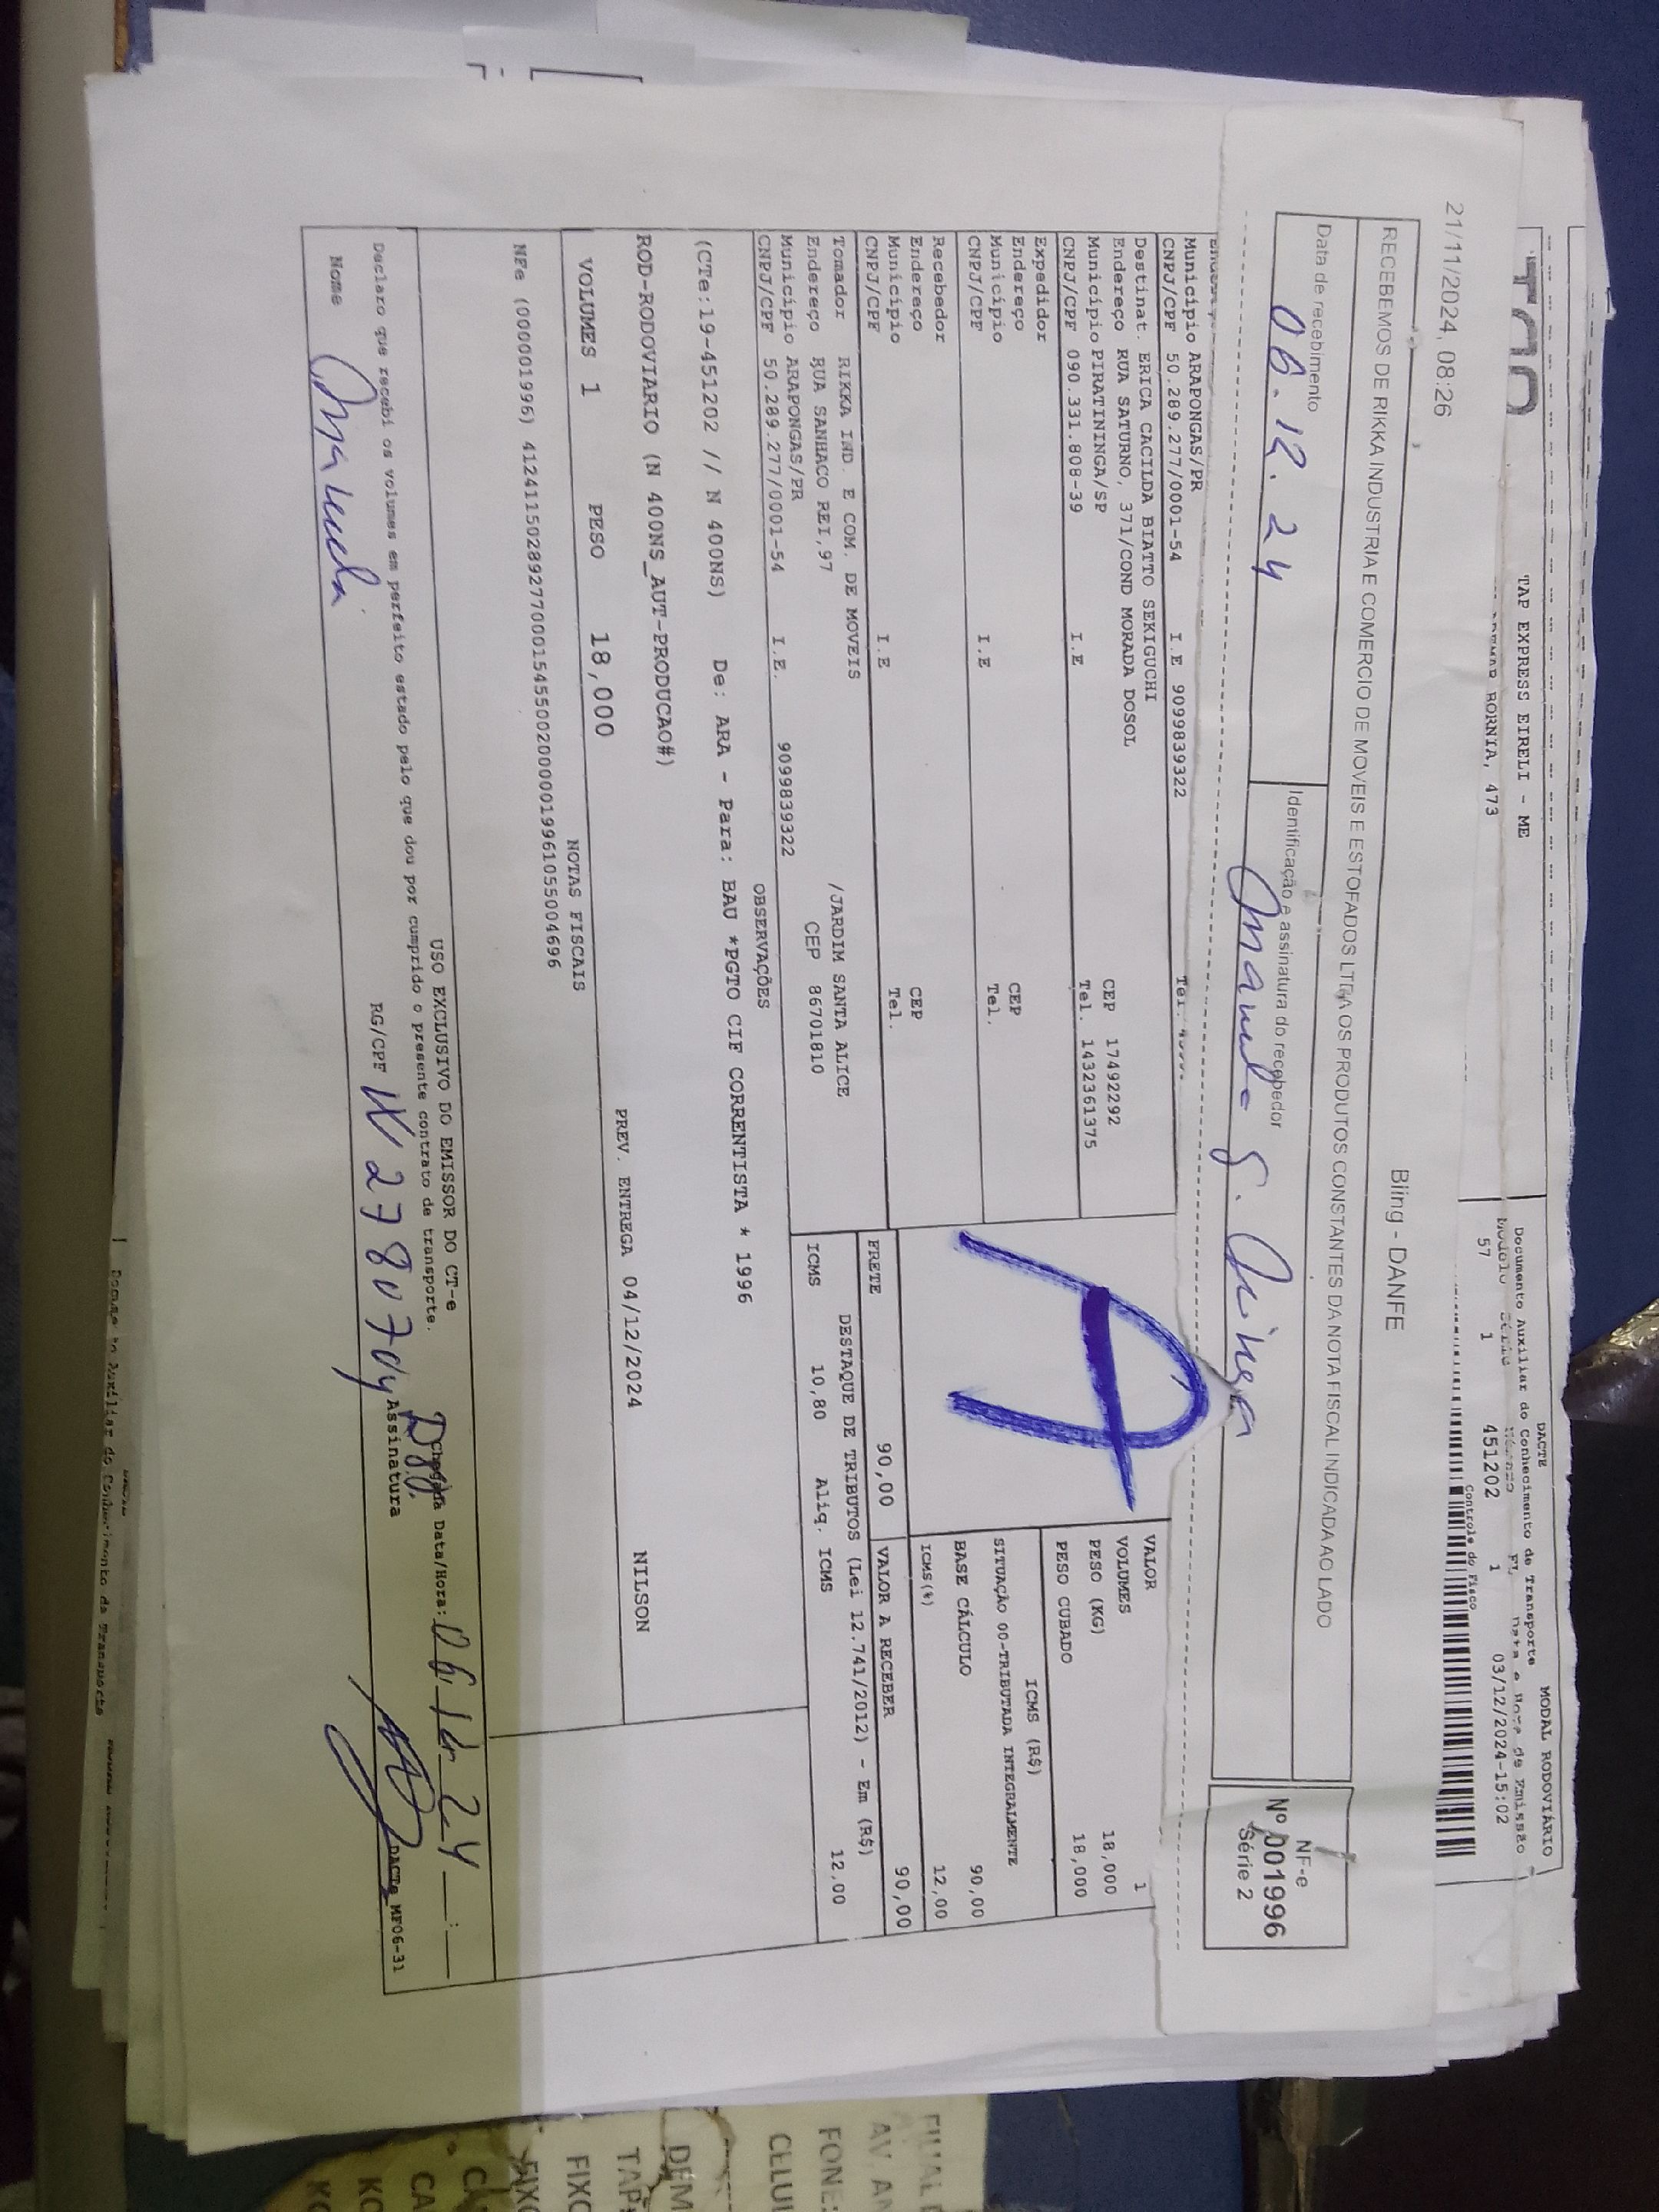 TAP EXPRESS EIRELI - ME
BORNIA, 473
DACTE
Documento Auxiliar do Conhecimento de Transporte
MODAL RODOVIÁRIO
57 1 451202 1 03/12/2024-15:02
Controle do Fisco
21/11/2024, 08:26
Bling - DANFE
RECEBEMOS DE RIKKA INDUSTRIA E COMERCIO DE MOVEIS E ESTOFADOS LTDA OS PRODUTOS CONSTANTES DA NOTA FISCAL INDICADA AO LADO
Data de recebimento
06.12.24
Identificação e assinatura do recebedor
Manuela G.
NF-e
Nº 001996
Série 2
Município ARAPONGAS/PR
CNPJ/CPF 50.289.277/0001-54 I.E 9099839322 Tel.
Destinat. ERICA CACILDA BIATTO SEKIGUCHI
Endereço RUA SATURNO, 371/COND MORADA DOSOL CEP 17492292
Município PIRATININGA/SP Tel. 1432361375
CNPJ/CPF 090.331.808-39 I.E
Expedidor
Endereço CEP
Município Tel.
CNPJ/CPF I.E
Recebedor
Endereço CEP
Município Tel.
CNPJ/CPF I.E
Tomador RIKKA IND. E COM. DE MOVEIS
Endereço RUA SANHACO REI,97 /JARDIM SANTA ALICE
Município ARAPONGAS/PR CEP 86701810
CNPJ/CPF 50.289.277/0001-54 I.E. 9099839322
A
VALOR
VOLUMES 1
PESO (KG) 18,000
PESO CUBADO 18,000
ICMS (R$)
SITUAÇÃO 00-TRIBUTADA INTEGRALMENTE
BASE CÁLCULO 90,00
ICMS(%) 12,00
FRETE 90,00 VALOR A RECEBER 90,00
DESTAQUE DE TRIBUTOS (Lei 12.741/2012) - Em (R$)
ICMS 10,80 Aliq. ICMS 12,00
OBSERVAÇÕES
(CTe:19-451202 // N 400NS) De: ARA - Para: BAU *PGTO CIF CORRENTISTA * 1996
ROD-RODOVIARIO (N 400NS_AUT-PRODUCAO#)
PREV. ENTREGA 04/12/2024 NILSON
VOLUMES 1 PESO 18,000
NOTAS FISCAIS
NFe (000001996) 41241150289277000154550020000019961055004696
USO EXCLUSIVO DO EMISSOR DO CT-e
Declaro que recebi os volumes em perfeito estado pelo que dou por cumprido o presente contrato de transporte.
Chegada Data/Hora: 06 12 24 __:__
Nome Manuela RG/CPF Assinatura
DACTe MF06-31
FONE:
FIXO